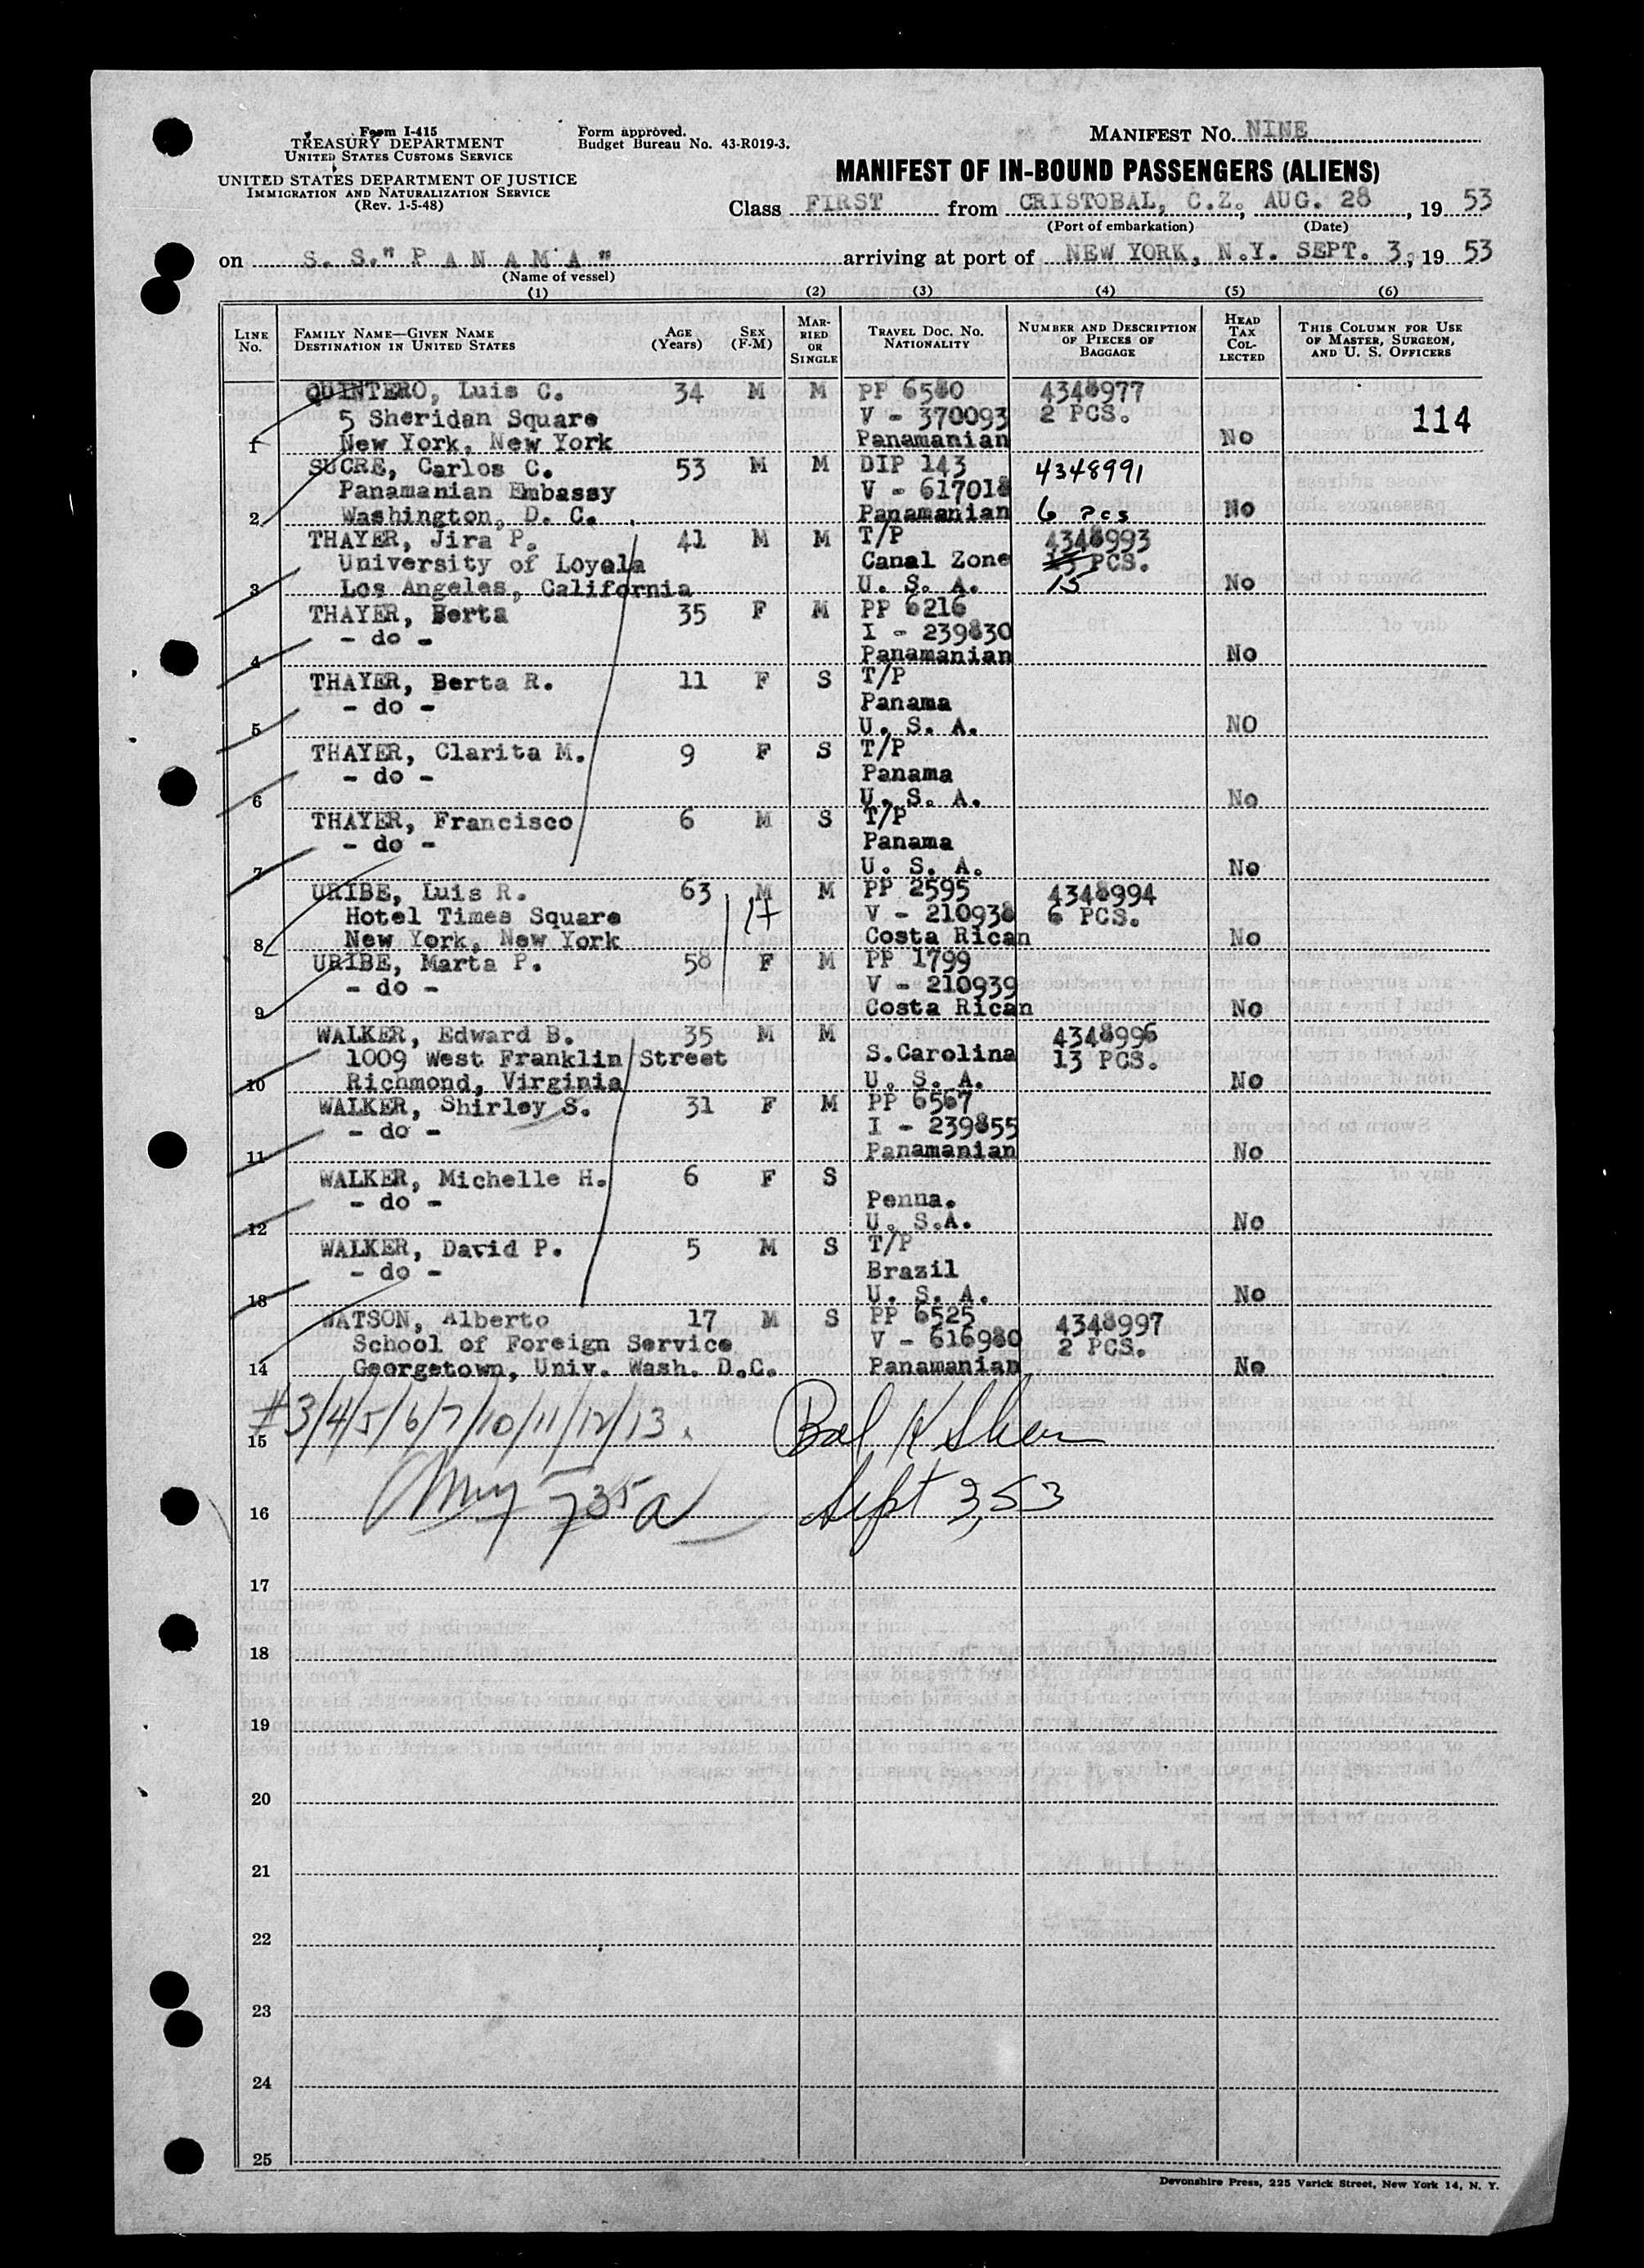 Form I-415
TREASURY DEPARTMENT
UNITED STATES CUSTOMS SERVICE
UNITED STATES DEPARTMENT OF JUSTICE
IMMIGRATION AND NATURALIZATION SERVICE
(Rev. 1-5-48)
Form approved.
Budget Bureau No. 43-R019-3.
MANIFEST NO. NINE
MANIFEST OF IN-BOUND PASSENGERS (ALIENS)
Class FIRST from CRISTOBAL, C.Z., AUG. 28, 19 53
(Port of embarkation) (Date)
on S. S. "P A N A M A" arriving at port of NEW YORK, N.Y. SEPT. 3, 19 53
(Name of vessel)
(1) (2) (3) (4) (5) (6)
LINE No. FAMILY NAME—GIVEN NAME DESTINATION IN UNITED STATES AGE (Years) SEX (F-M) MARRIED OR SINGLE TRAVEL DOC. NO. NATIONALITY NUMBER AND DESCRIPTION OF PIECES OF BAGGAGE HEAD TAX COLLECTED THIS COLUMN FOR USE OF MASTER, SURGEON, AND U. S. OFFICERS
QUINTERO, Luis C. 34 M M PP 6580 4348977
5 Sheridan Square V - 370093 2 PCS. 114
1 New York, New York Panamanian No
SUCRE, Carlos C. 53 M M DIP 143 4348991
Panamanian Embassy V - 617018
2 Washington, D. C. Panamanian 6 Pcs No
THAYER, Jira P. 41 M M T/P 4348993
University of Loyola Canal Zone 13 PCS.
3 Los Angeles, California U. S. A. 15 No
THAYER, Berta 35 F M PP 6216
- do - I - 239830
4 Panamanian No
THAYER, Berta R. 11 F S T/P
- do - Panama
5 U. S. A. NO
THAYER, Clarita M. 9 F S T/P
- do - Panama
6 U. S. A. No
THAYER, Francisco 6 M S T/P
- do - Panama
7 U. S. A. No
URIBE, Luis R. 63 M M PP 2595 4348994
Hotel Times Square V - 210938 6 PCS.
8 New York, New York Costa Rican No
URIBE, Marta P. 58 F M PP 1799
- do - V - 210939
9 Costa Rican No
WALKER, Edward B. 35 M M 4348996
1009 West Franklin Street S.Carolina 13 PCS.
10 Richmond, Virginia U. S. A. No
WALKER, Shirley S. 31 F M PP 6567
- do - I - 239855
11 Panamanian No
WALKER, Michelle H. 6 F S
- do - Penna.
12 U. S.A. No
WALKER, David P. 5 M S T/P
- do - Brazil
13 U. S. A. No
WATSON, Alberto 17 M S PP 6525 4348997
School of Foreign Service V - 616980 2 PCS.
14 Georgetown, Univ. Wash. D.C. Panamanian No
#3/4/5/6/7/10/11/12/13.
15
735a Sept 3, 53
16
17
18
19
20
21
22
23
24
25
Devonshire Press, 225 Varick Street, New York 14, N. Y.